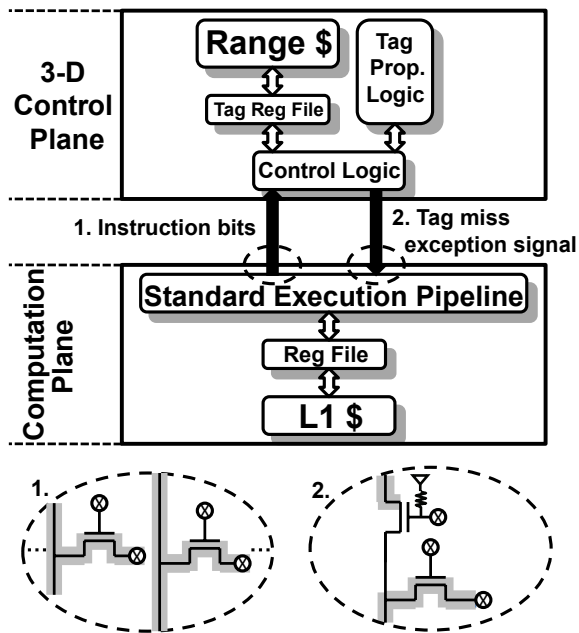 3-D
Control
Plane
Range $
Tag Reg File
Tag
Prop.
Logic
Control Logic
1. Instruction bits
2. Tag miss
exception signal
Computation
Plane
Standard Execution Pipeline
Reg File
L1 $
1.
2.